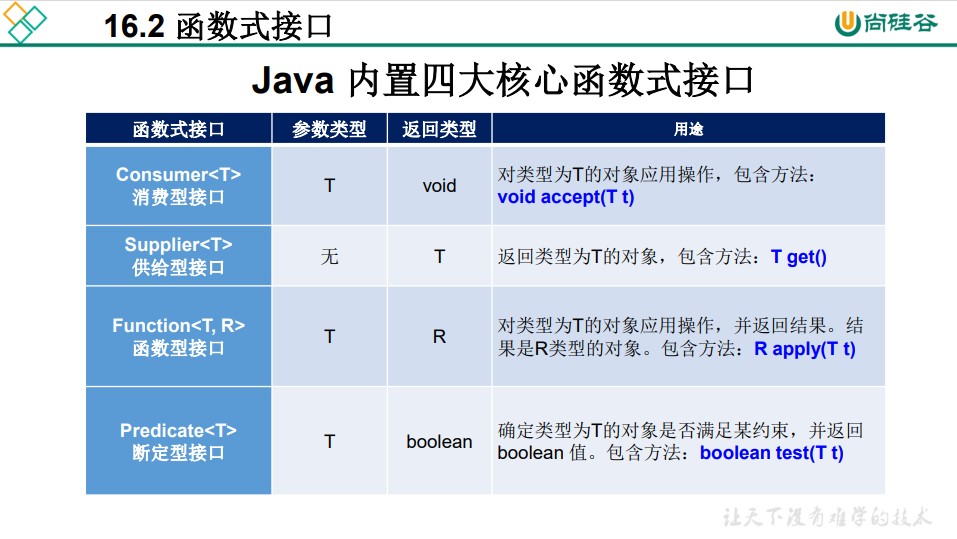 16.2 函数式接口
尚硅谷
Java 内置四大核心函数式接口
函数式接口 参数类型 返回类型 用途
Consumer<T>
消费型接口
T
void
对类型为T的对象应用操作，包含方法：
void accept(T t)
Supplier<T>
供给型接口
无
T
返回类型为T的对象，包含方法：T get()
Function<T, R>
函数型接口
T
R
对类型为T的对象应用操作，并返回结果。结
果是R类型的对象。包含方法：R apply(T t)
Predicate<T>
断定型接口
T
boolean
确定类型为T的对象是否满足某约束，并返回
boolean 值。包含方法：boolean test(T t)
让天下没有难学的技术